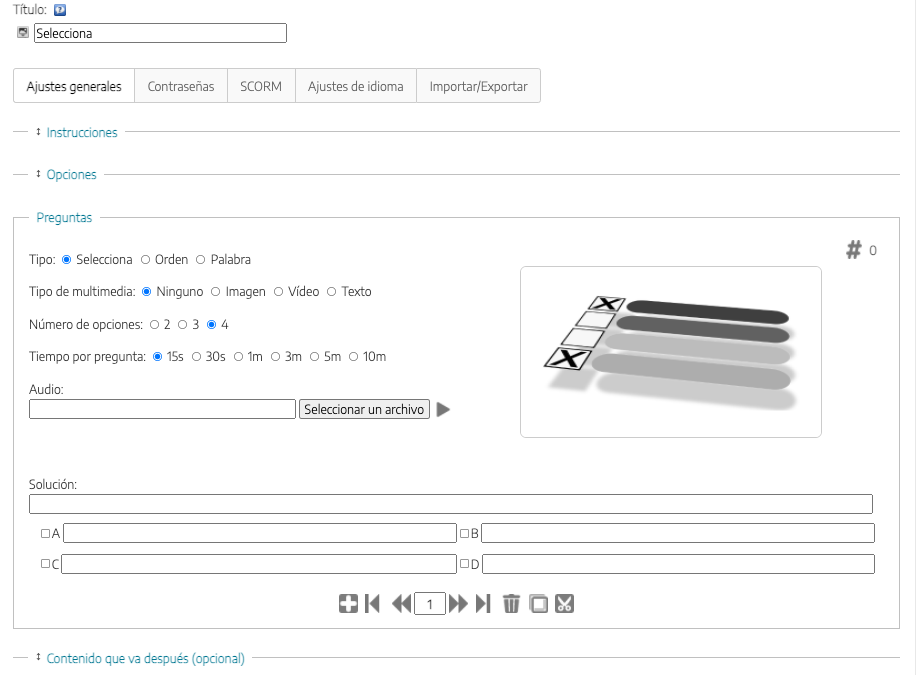 Título:
Selecciona
Ajustes generales Contraseñas SCORM Ajustes de idioma Importar/Exportar
Instrucciones
Opciones
Preguntas
# 0
Tipo: Selecciona Orden Palabra
Tipo de multimedia: Ninguno Imagen Vídeo Texto
Número de opciones: 2 3 4
Tiempo por pregunta: 15s 30s 1m 3m 5m 10m
Audio:
Seleccionar un archivo
Solución:
A B
C D
1
Contenido que va después (opcional)